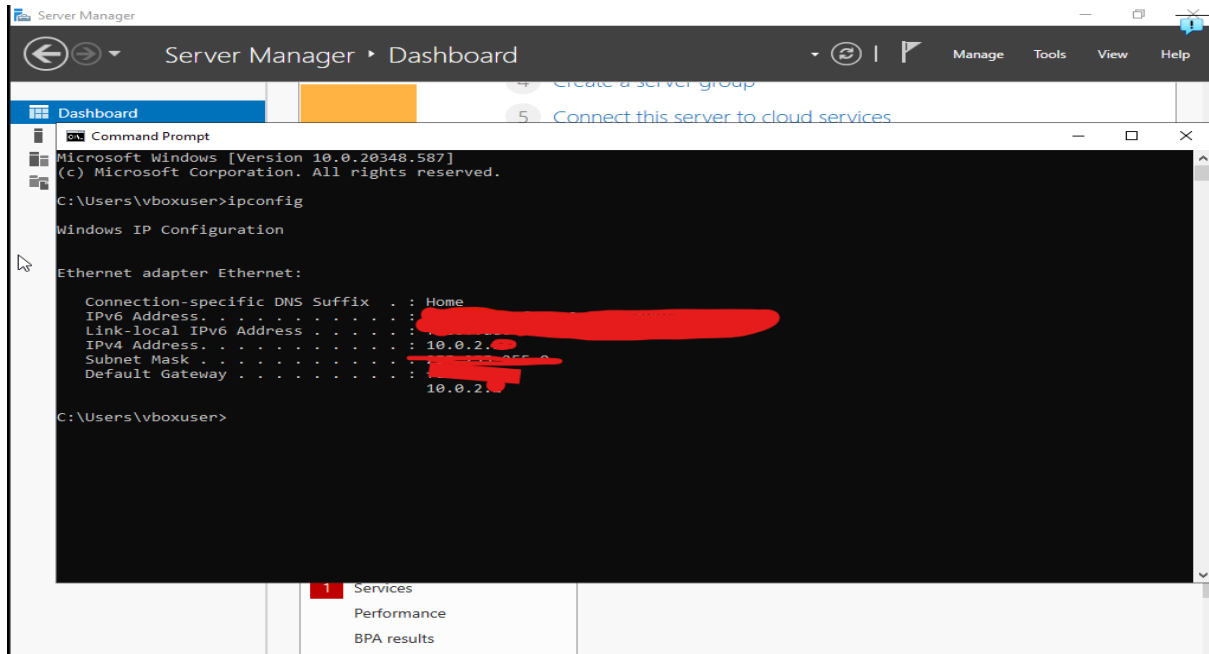 Server Manager
Server Manager ‣ Dashboard
Manage Tools View Help
4 Create a server group
5 Connect this server to cloud services
Dashboard
Command Prompt
Microsoft Windows [Version 10.0.20348.587]
(c) Microsoft Corporation. All rights reserved.
C:\Users\vboxuser>ipconfig
Windows IP Configuration
Ethernet adapter Ethernet:
Connection-specific DNS Suffix . : Home
IPv6 Address. . . . . . . . . . . :
Link-local IPv6 Address . . . . . :
IPv4 Address. . . . . . . . . . . : 10.0.2.
Subnet Mask . . . . . . . . . . . :
Default Gateway . . . . . . . . . :
10.0.2.
C:\Users\vboxuser>
1 Services
Performance
BPA results